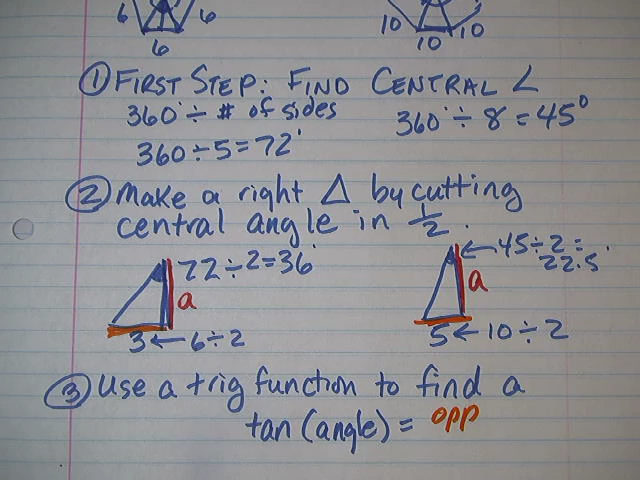 6 6
6
10 10 10
① FIRST STEP: FIND CENTRAL ∠
360° ÷ # of sides
360° ÷ 8 = 45°
360 ÷ 5 = 72°
② Make a right △ by cutting
central angle in 1/2.
72 ÷ 2 = 36°
a
3 ← 6 ÷ 2
← 45 ÷ 2 =
22.5°
a
5 ← 10 ÷ 2
③ Use a trig function to find a
tan (angle) = opp